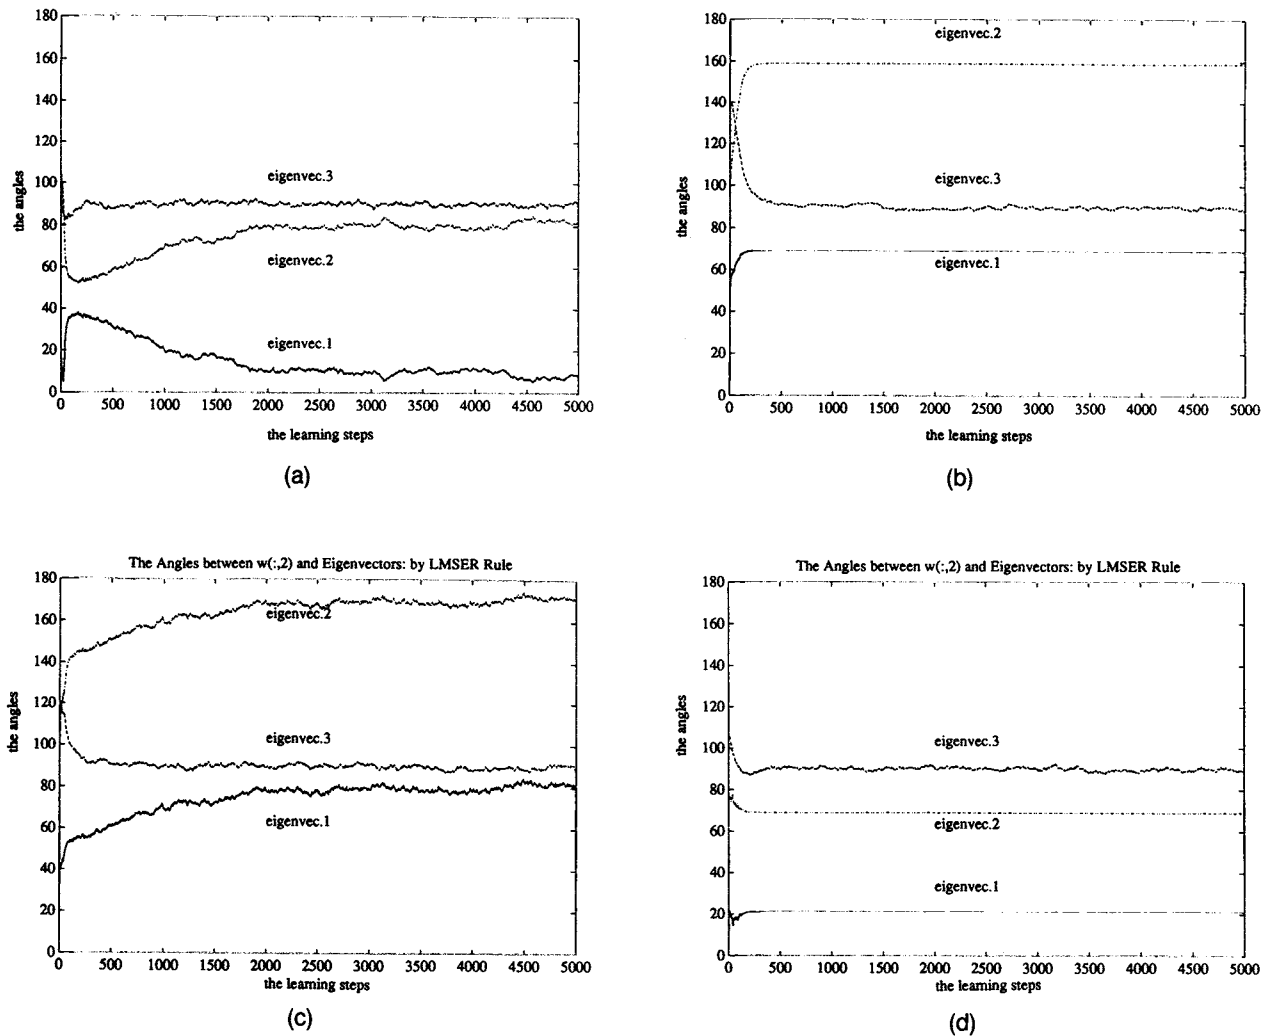 180
160
140
120
100
80
60
40
20
0
the angles
eigenvec.3
eigenvec.2
eigenvec.1
0 500 1000 1500 2000 2500 3000 3500 4000 4500 5000
the learning steps
(a)
180
160
140
120
100
80
60
40
20
0
the angles
eigenvec.2
eigenvec.3
eigenvec.1
0 500 1000 1500 2000 2500 3000 3500 4000 4500 5000
the learning steps
(b)
The Angles between w(:,2) and Eigenvectors: by LMSER Rule
180
160
140
120
100
80
60
40
20
0
the angles
eigenvec.2
eigenvec.3
eigenvec.1
0 500 1000 1500 2000 2500 3000 3500 4000 4500 5000
the learning steps
(c)
The Angles between w(:,2) and Eigenvectors: by LMSER Rule
180
160
140
120
100
80
60
40
20
0
the angles
eigenvec.3
eigenvec.2
eigenvec.1
0 500 1000 1500 2000 2500 3000 3500 4000 4500 5000
the learning steps
(d)